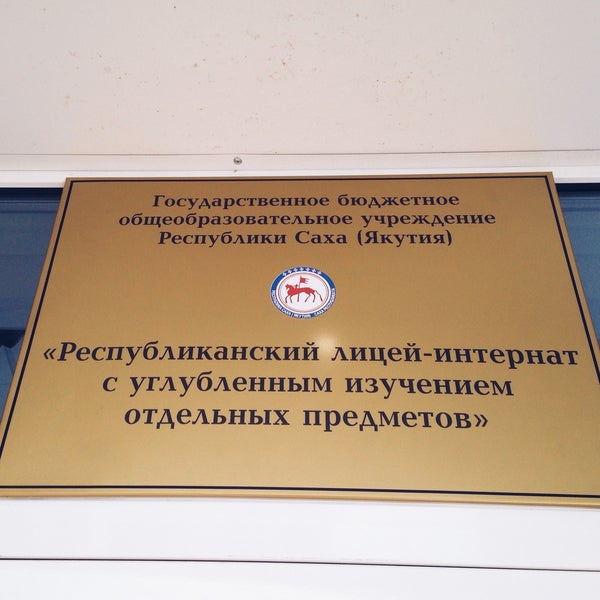 Государственное бюджетное
общеобразовательное учреждение
Республики Саха (Якутия)
«Республиканский лицей-интернат
с углубленным изучением
отдельных предметов»